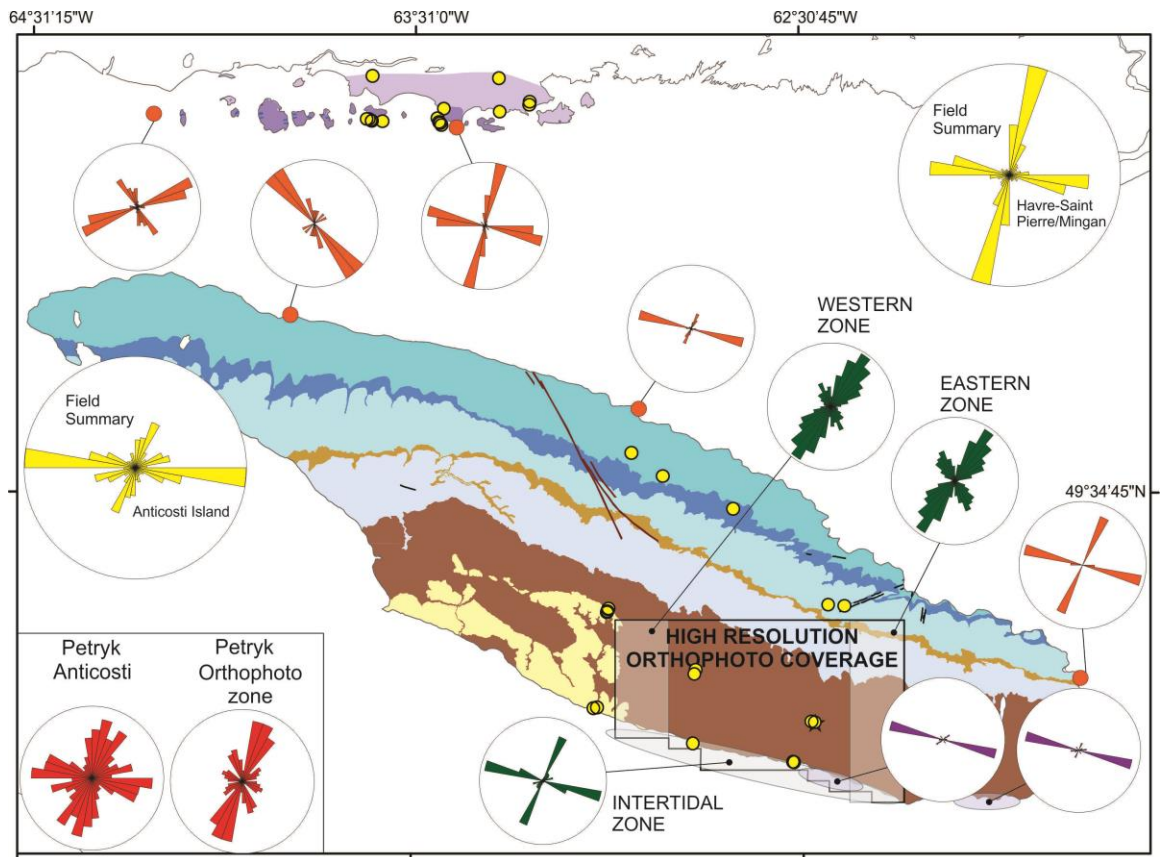 64°31'15"W
63°31'0"W
62°30'45"W
Field
Summary
Havre-Saint
Pierre/Mingan
WESTERN
ZONE
EASTERN
ZONE
Field
Summary
Anticosti Island
49°34'45"N
HIGH RESOLUTION
ORTHOPHOTO COVERAGE
Petryk
Anticosti
Petryk
Orthophoto
zone
INTERTIDAL
ZONE